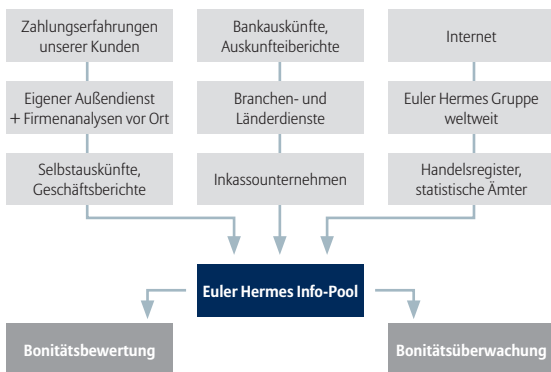 Zahlungserfahrungen
unserer Kunden
Bankauskünfte,
Auskunfteiberichte
Internet
Eigener Außendienst
+ Firmenanalysen vor Ort
Branchen- und
Länderdienste
Euler Hermes Gruppe
weltweit
Selbstauskünfte,
Geschäftsberichte
Inkassounternehmen
Handelsregister,
statistische Ämter
Euler Hermes Info-Pool
Bonitätsbewertung
Bonitätsüberwachung